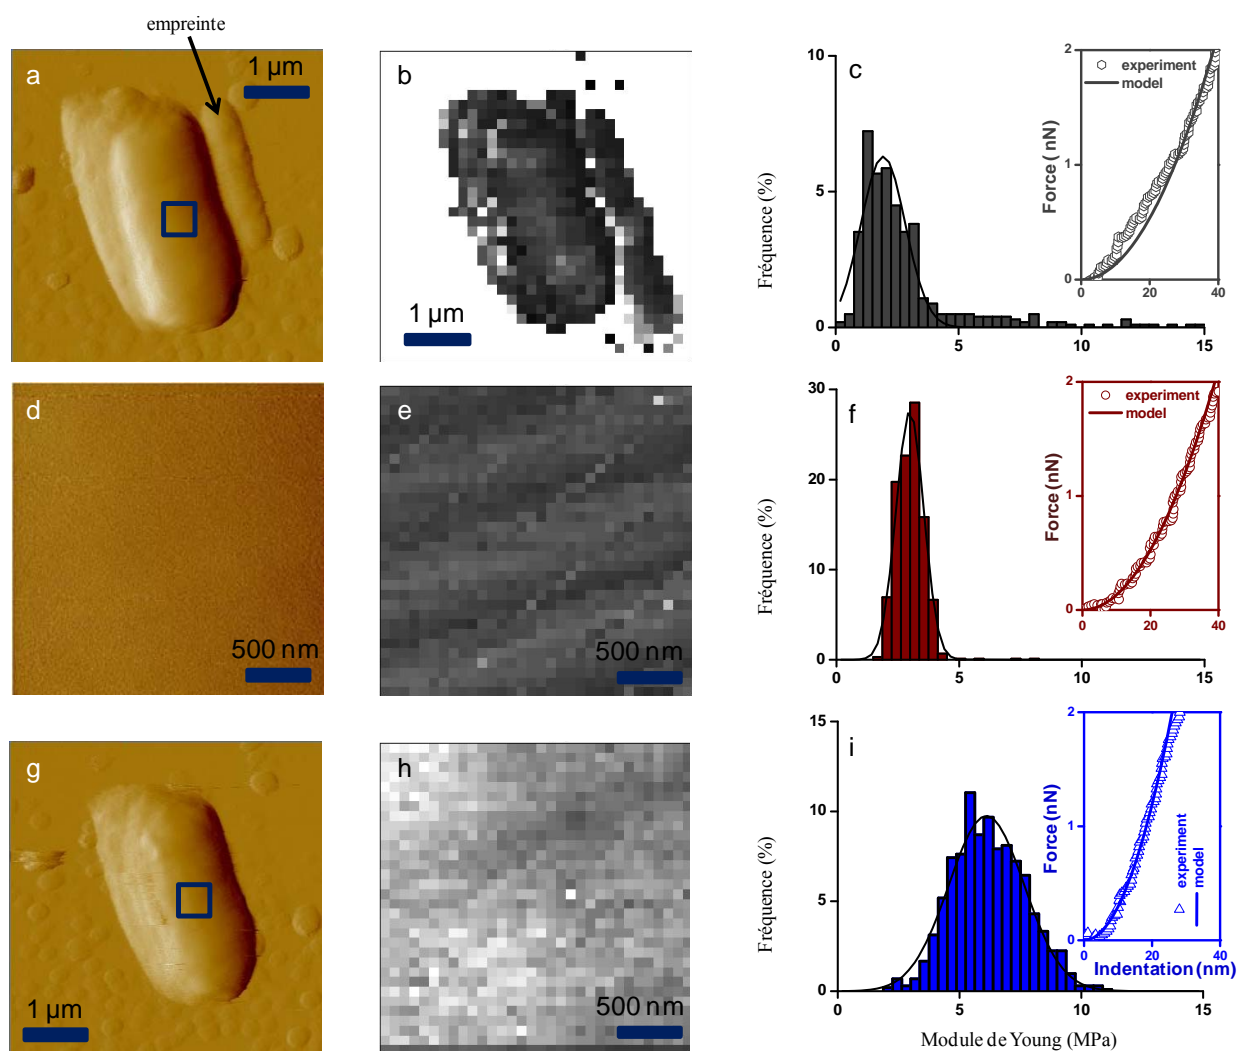 empreinte
a
1 µm
b
1 µm
c
Fréquence (%)
10
5
0
0
5
10
15
Force ( nN)
2
1
0
0
20
40
experiment
model
d
500 nm
e
500 nm
f
Fréquence (%)
30
20
10
0
0
5
10
15
Force (nN)
2
1
0
0
20
40
experiment
model
g
1 µm
h
500 nm
i
Fréquence (%)
15
10
5
0
0
5
10
15
Module de Young (MPa)
Force (nN)
2
1
0
0
20
40
Indentation (nm)
experiment
model